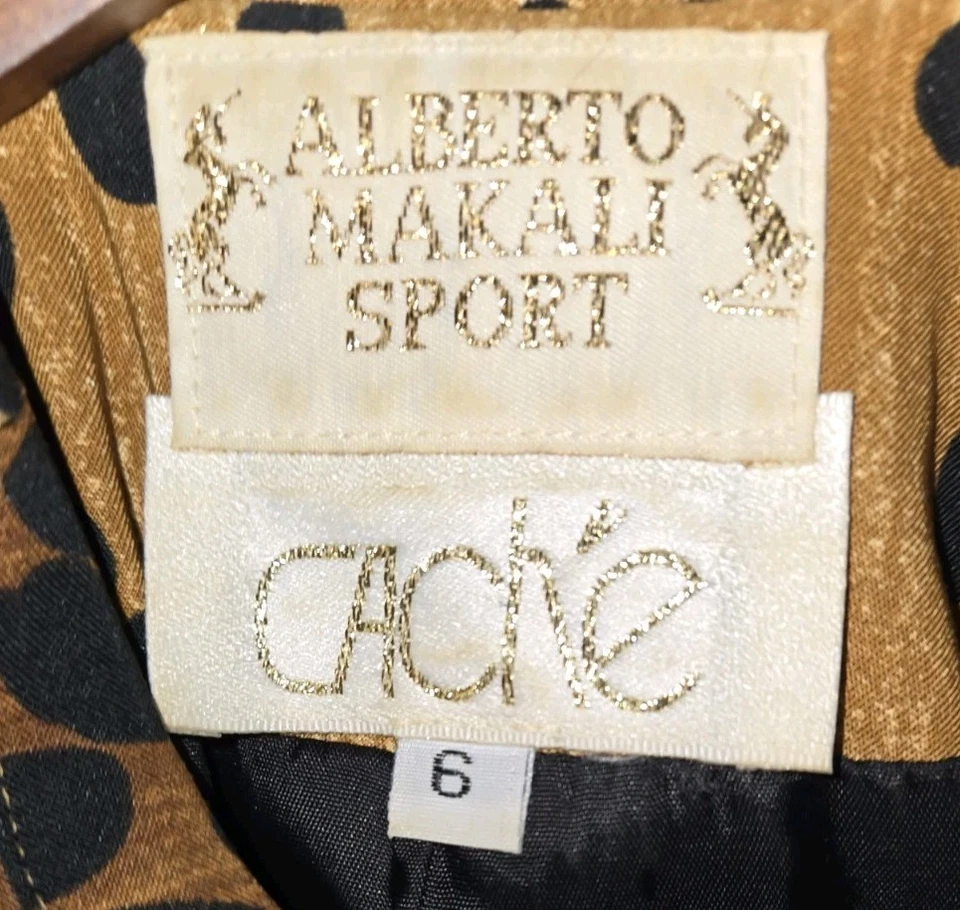 ALBERTO
MAKALI
SPORT
CAché
6